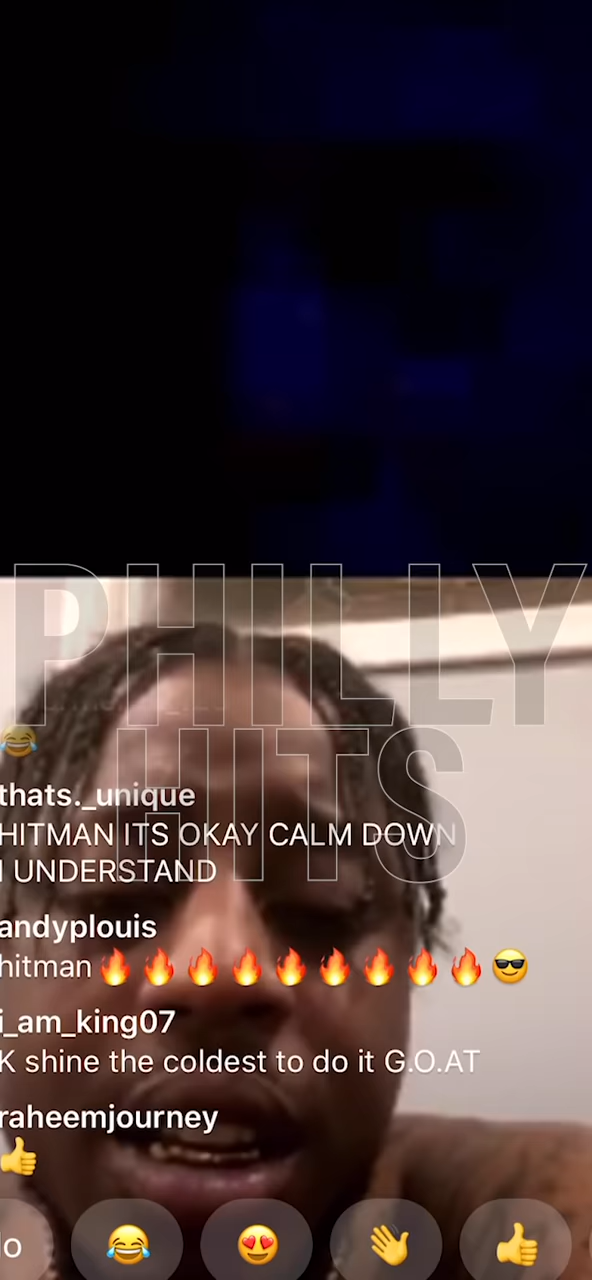 PHILLY
HITS
😂
thats._unique
HITMAN ITS OKAY CALM DOWN
I UNDERSTAND
andyplouis
hitman 🔥🔥🔥🔥🔥🔥🔥🔥🔥😎
i_am_king07
K shine the coldest to do it G.O.AT
raheemjourney
👍
lo 😂 😍 👋 👍